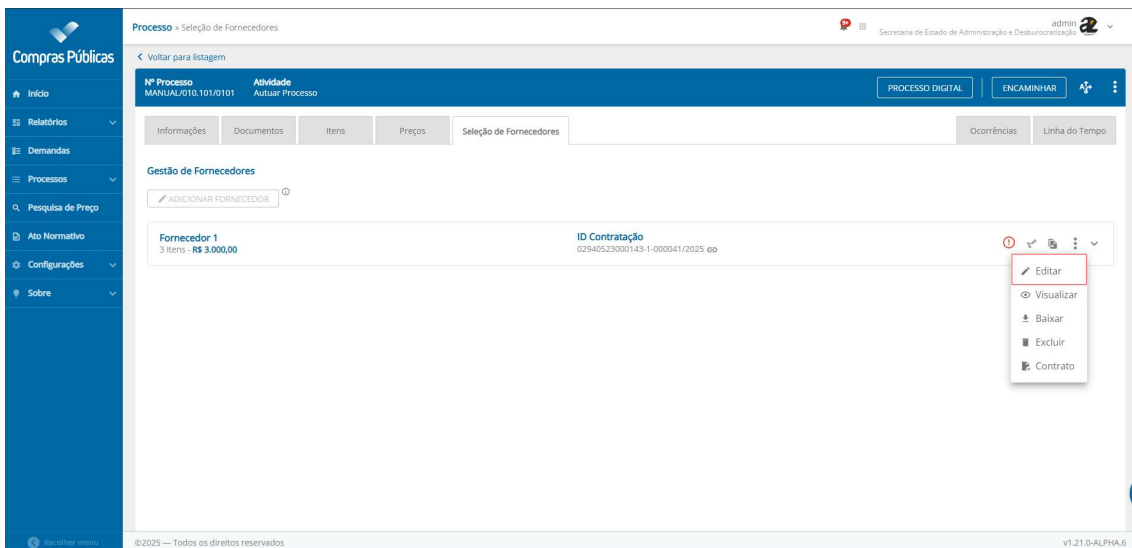 Compras Públicas
Início
Relatórios
Demandas
Processos
Pesquisa de Preço
Ato Normativo
Configurações
Sobre
Recolher menu
Processo » Seleção de Fornecedores
9+
admin
Secretaria de Estado de Administração e Desburocratização
Voltar para listagem
Nº Processo Atividade
MANUAL/010.101/0101 Autuar Processo
PROCESSO DIGITAL ENCAMINHAR
Informações Documentos Itens Preços Seleção de Fornecedores Ocorrências Linha do Tempo
Gestão de Fornecedores
ADICIONAR FORNECEDOR
Fornecedor 1 ID Contratação
3 Itens - R$ 3.000,00 02940523000143-1-000041/2025
Editar
Visualizar
Baixar
Excluir
Contrato
©2025 — Todos os direitos reservados v1.21.0-ALPHA.6